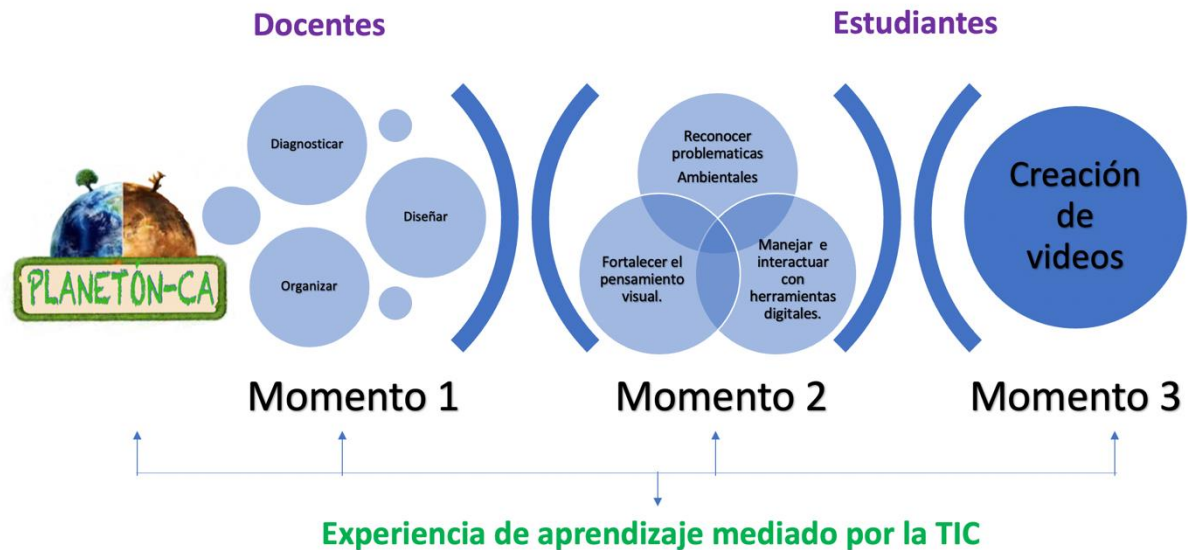 Docentes
Estudiantes
PLANETÓN-CA
Diagnosticar
Diseñar
Organizar
Reconocer
problematicas
Ambientales
Fortalecer el
pensamiento
visual.
Manejar e
interactuar
con
herramientas
digitales.
Creación
de
videos
Momento 1
Momento 2
Momento 3
Experiencia de aprendizaje mediado por la TIC